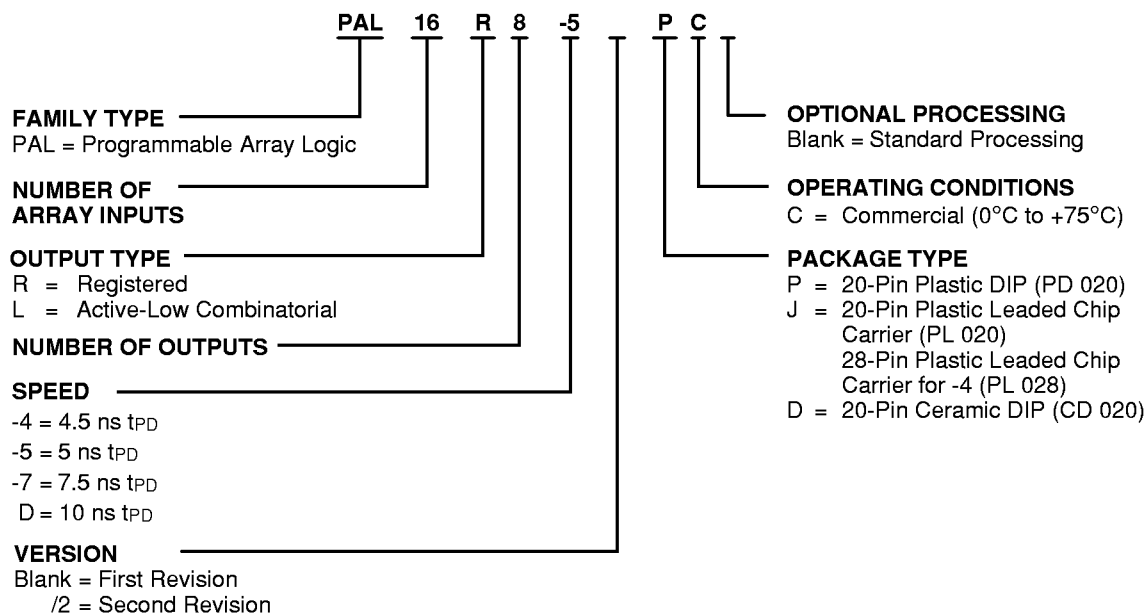 PAL 16 R 8 -5 P C
FAMILY TYPE
PAL = Programmable Array Logic
NUMBER OF
ARRAY INPUTS
OUTPUT TYPE
R = Registered
L = Active-Low Combinatorial
NUMBER OF OUTPUTS
SPEED
-4 = 4.5 ns tPD
-5 = 5 ns tPD
-7 = 7.5 ns tPD
D = 10 ns tPD
VERSION
Blank = First Revision
/2 = Second Revision
OPTIONAL PROCESSING
Blank = Standard Processing
OPERATING CONDITIONS
C = Commercial (0°C to +75°C)
PACKAGE TYPE
P = 20-Pin Plastic DIP (PD 020)
J = 20-Pin Plastic Leaded Chip
Carrier (PL 020)
28-Pin Plastic Leaded Chip
Carrier for -4 (PL 028)
D = 20-Pin Ceramic DIP (CD 020)